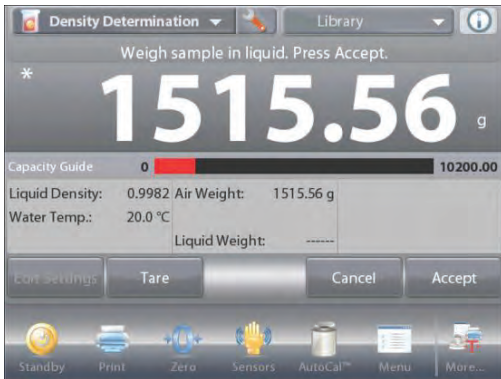 Density Determination Library
Weigh sample in liquid. Press Accept.
* 1515.56 g
Capacity Guide 0 10200.00
Liquid Density: 0.9982 Air Weight: 1515.56 g
Water Temp.: 20.0 °C
Liquid Weight: ------
Edit Settings Tare Cancel Accept
Standby Print Zero Sensors AutoCal™ Menu More...